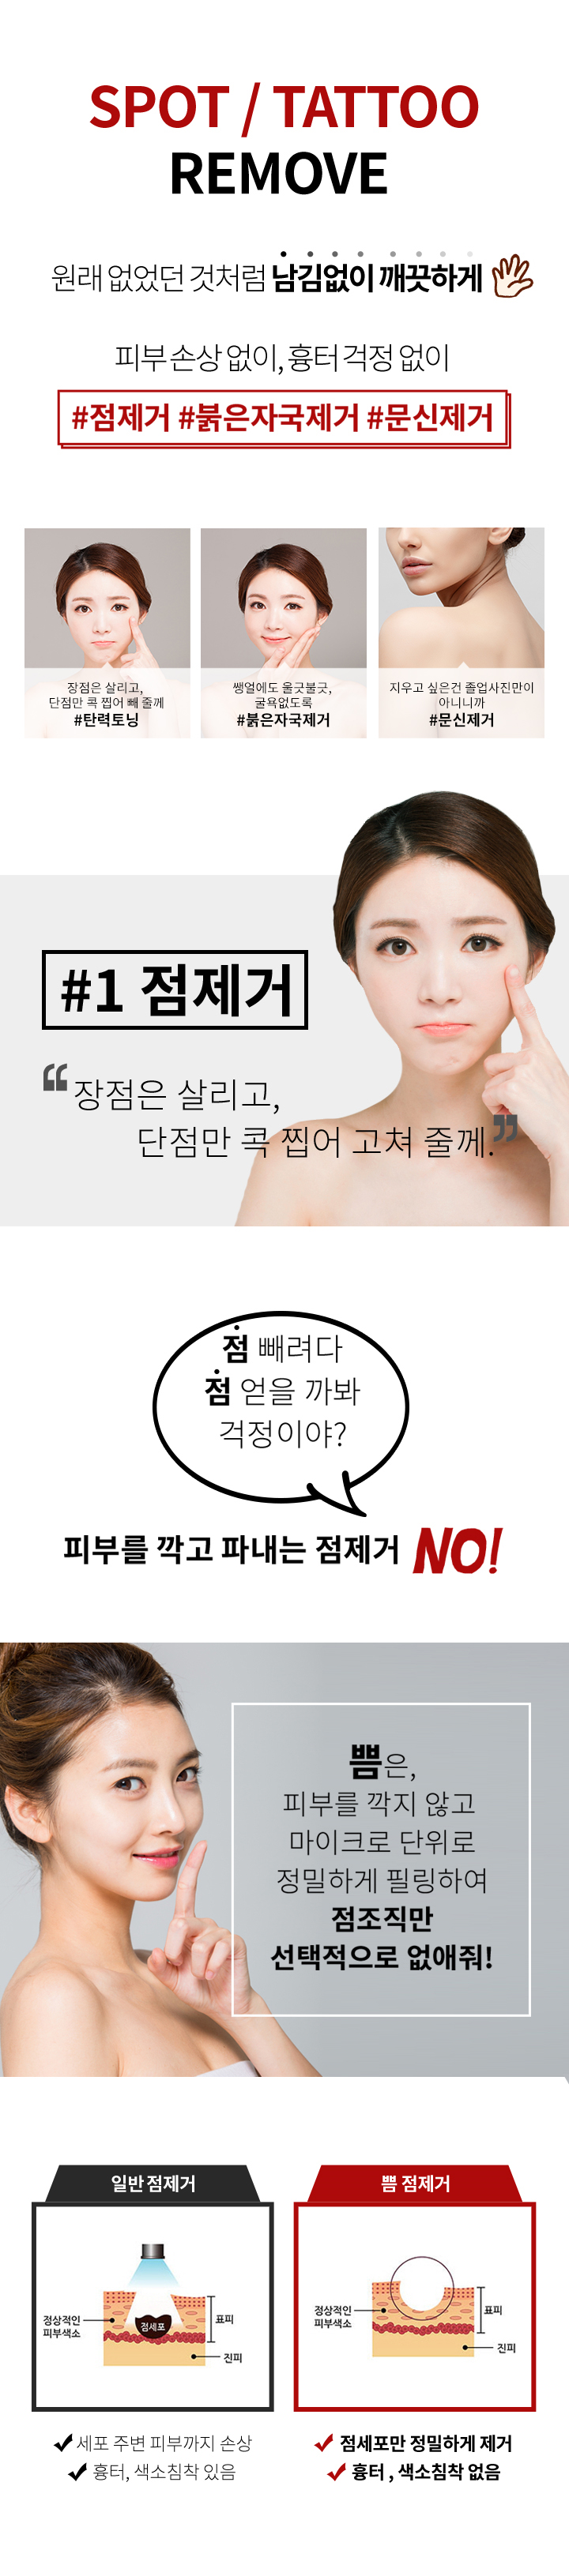 SPOT / TATTOO
REMOVE
원래 없었던 것처럼 남김없이 깨끗하게
피부 손상 없이, 흉터 걱정 없이
#점제거 #붉은자국제거 #문신제거
장점은 살리고,
단점만 콕 찝어 빼 줄께
#탄력토닝
쌩얼에도 울긋불긋,
굴욕없도록
#붉은자국제거
지우고 싶은건 졸업사진만이
아니니까
#문신제거
#1 점제거
“장점은 살리고,
단점만 콕 찝어 고쳐 줄께.”
점 빼려다
점 얻을 까봐
걱정이야?
피부를 깍고 파내는 점제거 NO!
쁨은,
피부를 깍지 않고
마이크로 단위로
정밀하게 필링하여
점조직만
선택적으로 없애줘!
일반 점제거
정상적인
피부색소
점세포
표피
진피
세포 주변 피부까지 손상
흉터, 색소침착 있음
쁨 점제거
정상적인
피부색소
표피
진피
점세포만 정밀하게 제거
흉터 , 색소침착 없음